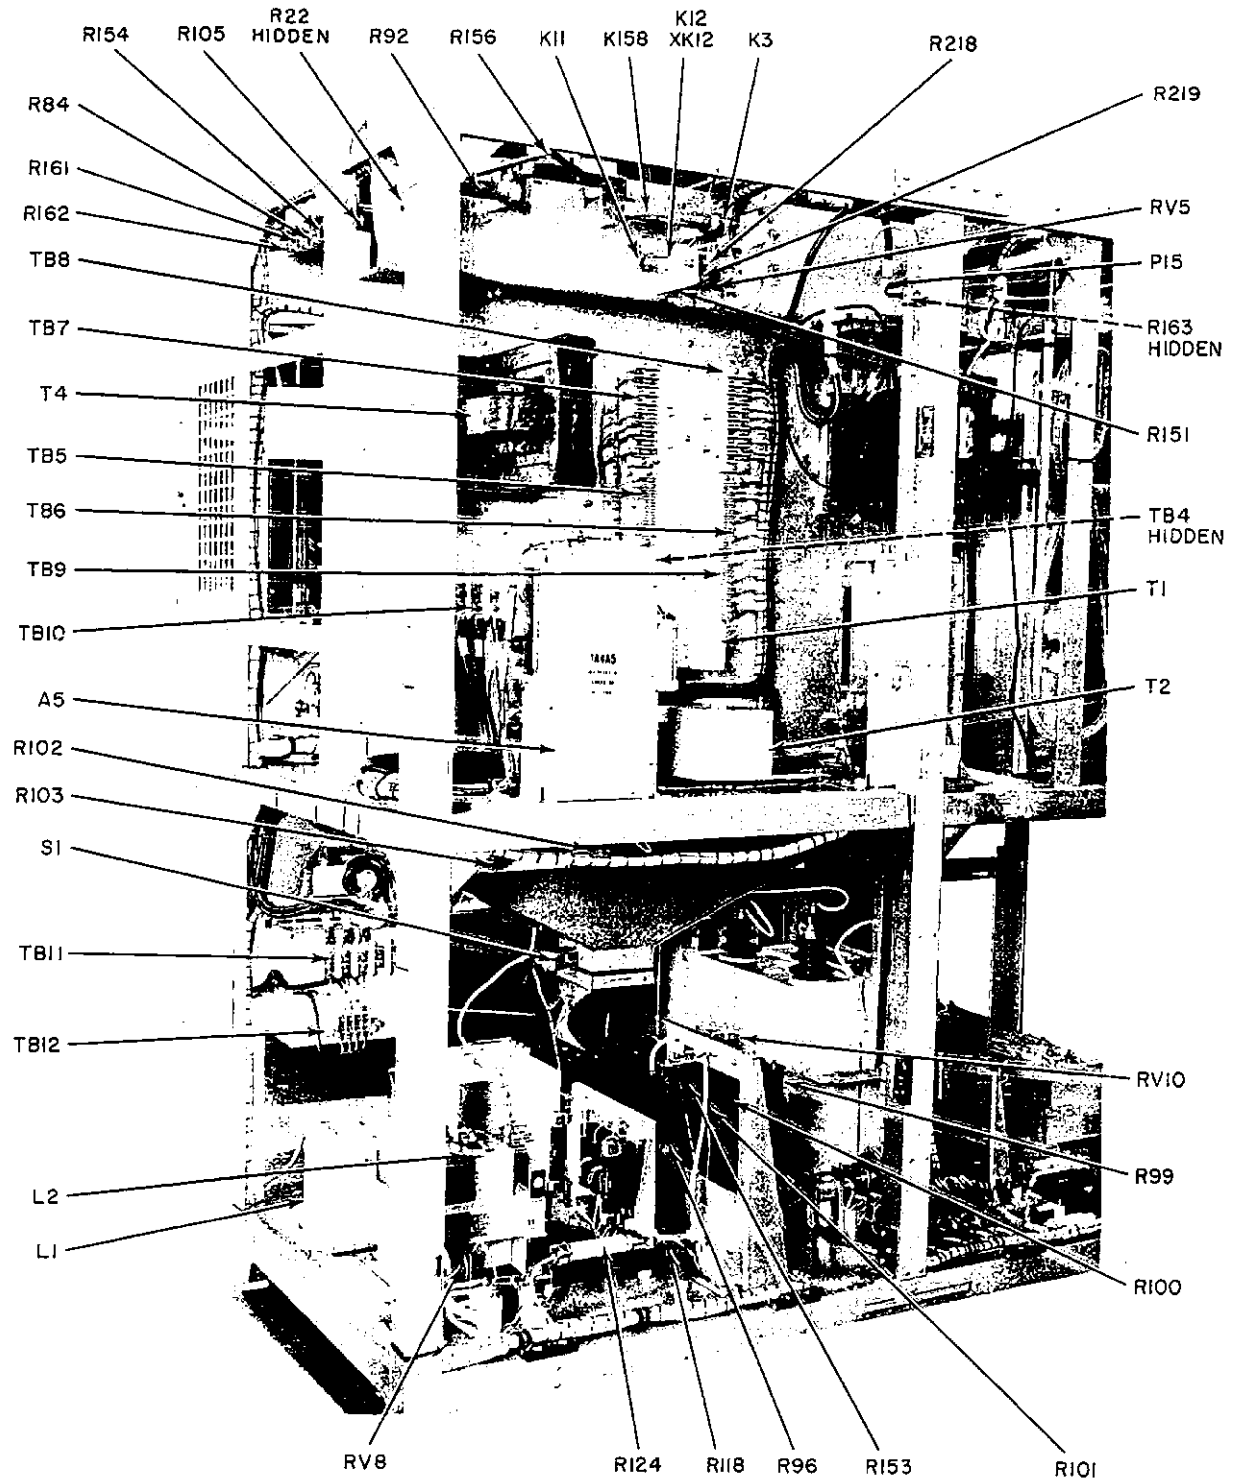 R22
HIDDEN
K12
XK12
R154
R105
R92
R156
K11
K158
K3
R218
R84
R219
R161
RV5
R162
P15
TB8
R163
HIDDEN
TB7
T4
R151
TB5
TB6
TB4
HIDDEN
TB9
T1
TB10
1A4A5
A5
T2
R102
R103
S1
TB11
TB12
RV10
L2
R99
L1
R100
RV8
R124
R118
R96
R153
R101